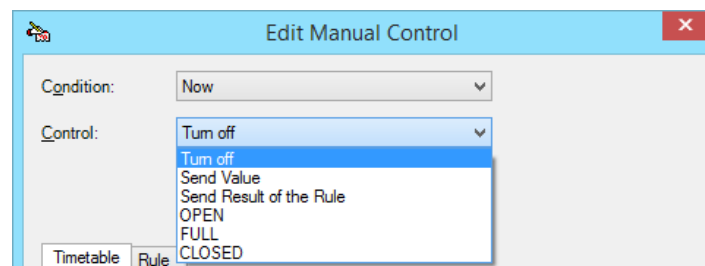 Edit Manual Control
Condition:
Now
Control:
Turn off
Turn off
Send Value
Send Result of the Rule
OPEN
FULL
CLOSED
Timetable
Rule